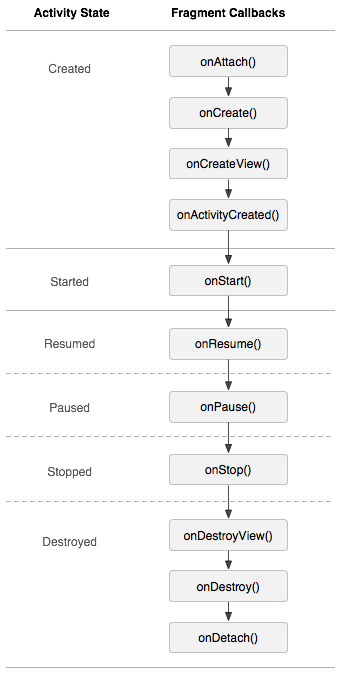 Activity State Fragment Callbacks
Created
onAttach()
onCreate()
onCreateView()
onActivityCreated()
Started
onStart()
Resumed
onResume()
Paused
onPause()
Stopped
onStop()
Destroyed
onDestroyView()
onDestroy()
onDetach()